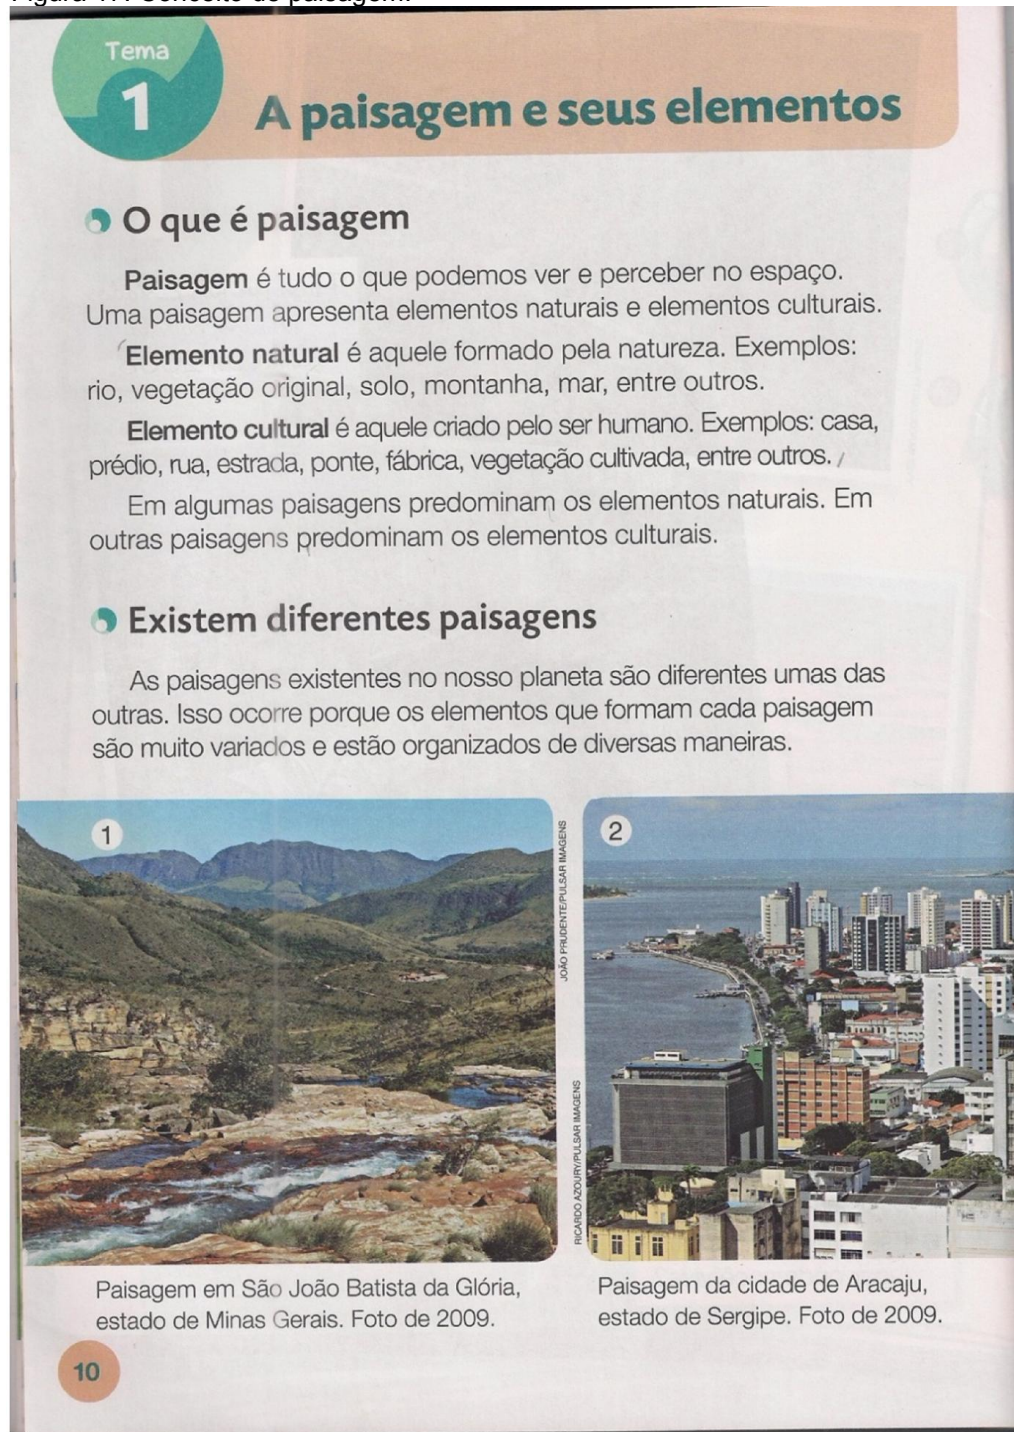 Tema
1
A paisagem e seus elementos
O que é paisagem
Paisagem é tudo o que podemos ver e perceber no espaço.
Uma paisagem apresenta elementos naturais e elementos culturais.
Elemento natural é aquele formado pela natureza. Exemplos:
rio, vegetação original, solo, montanha, mar, entre outros.
Elemento cultural é aquele criado pelo ser humano. Exemplos: casa,
prédio, rua, estrada, ponte, fábrica, vegetação cultivada, entre outros.
Em algumas paisagens predominam os elementos naturais. Em
outras paisagens predominam os elementos culturais.
Existem diferentes paisagens
As paisagens existentes no nosso planeta são diferentes umas das
outras. Isso ocorre porque os elementos que formam cada paisagem
são muito variados e estão organizados de diversas maneiras.
1
JOÃO PRUDENTE/PULSAR IMAGENS
2
RICARDO AZOURY/PULSAR IMAGENS
Paisagem em São João Batista da Glória,
estado de Minas Gerais. Foto de 2009.
Paisagem da cidade de Aracaju,
estado de Sergipe. Foto de 2009.
10